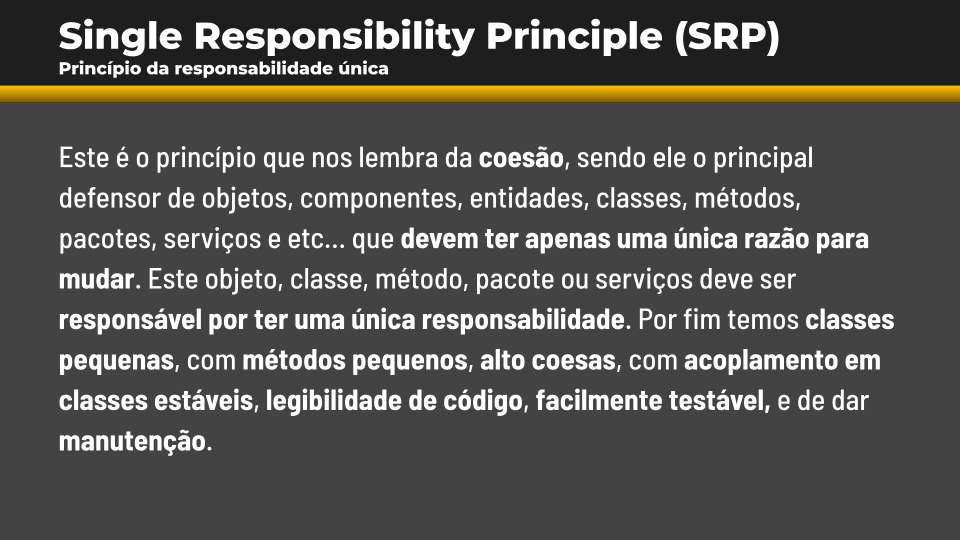 Single Responsibility Principle (SRP)
Princípio da responsabilidade única
Este é o princípio que nos lembra da coesão, sendo ele o principal
defensor de objetos, componentes, entidades, classes, métodos,
pacotes, serviços e etc... que devem ter apenas uma única razão para
mudar. Este objeto, classe, método, pacote ou serviços deve ser
responsável por ter uma única responsabilidade. Por fim temos classes
pequenas, com métodos pequenos, alto coesas, com acoplamento em
classes estáveis, legibilidade de código, facilmente testável, e de dar
manutenção.